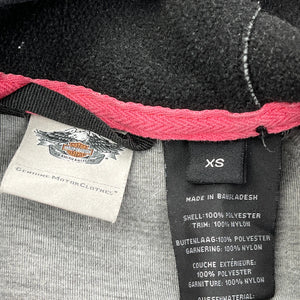 GENUINE MOTORCLOTHES
XS
MADE IN BANGLADESH
SHELL:100% POLYESTER
TRIM: 100% NYLON
BUITENLAAG:100% POLYESTER
GARNERING: 100% NYLON
COUCHE EXTÉRIEURE:
100% POLYESTER
GARNITURE: 100% NYLON
AUSSENMATERIAL: